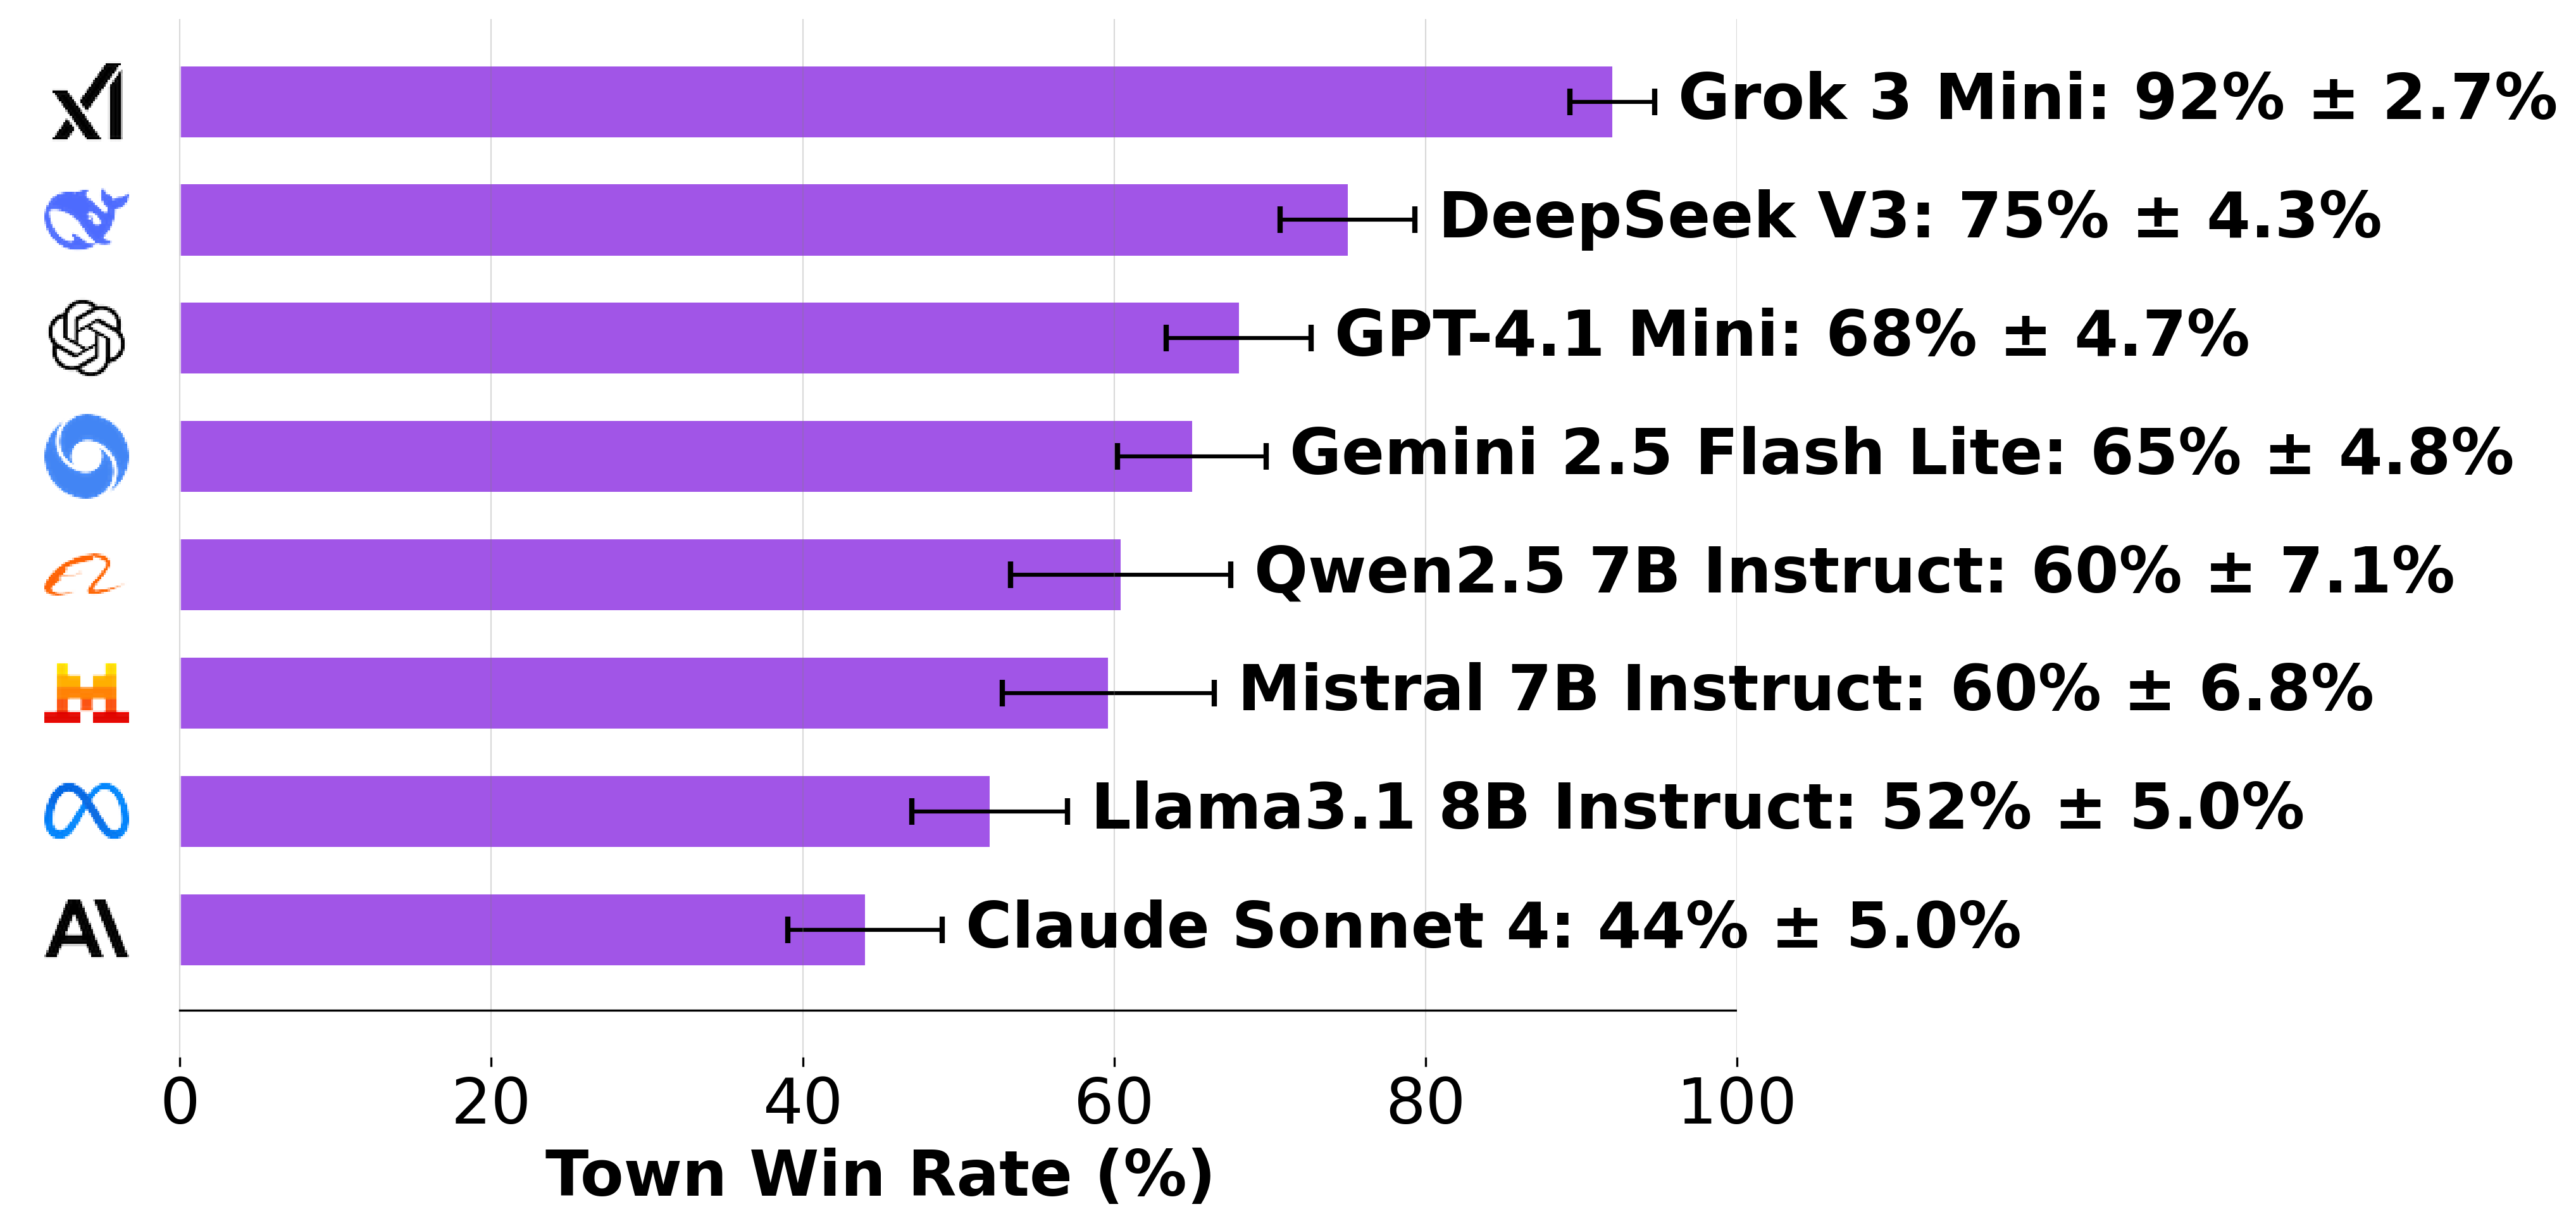 Grok 3 Mini: 92% ± 2.7%
DeepSeek V3: 75% ± 4.3%
GPT-4.1 Mini: 68% ± 4.7%
Gemini 2.5 Flash Lite: 65% ± 4.8%
Qwen2.5 7B Instruct: 60% ± 7.1%
Mistral 7B Instruct: 60% ± 6.8%
Llama3.1 8B Instruct: 52% ± 5.0%
Claude Sonnet 4: 44% ± 5.0%
0 20 40 60 80 100
Town Win Rate (%)